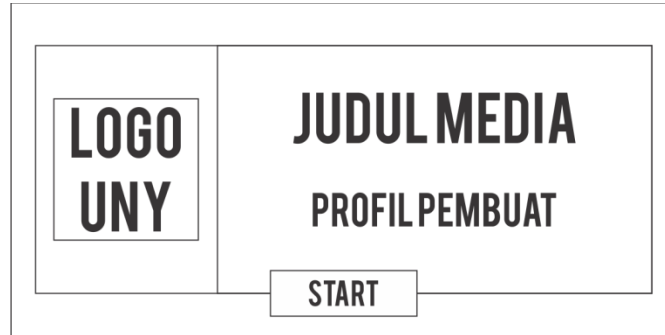 LOGO
UNY
JUDUL MEDIA
PROFIL PEMBUAT
START